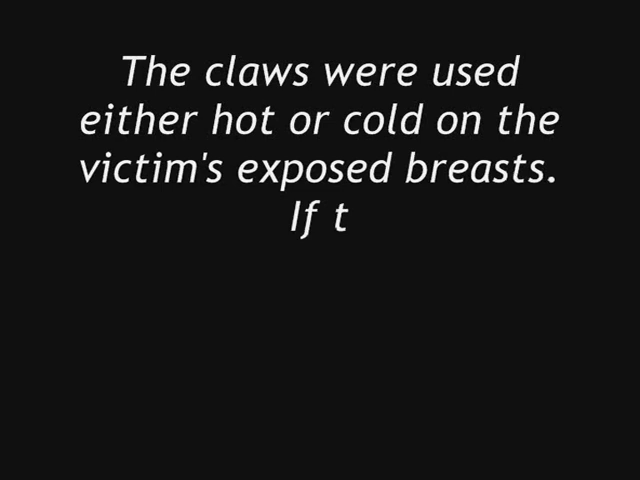 The claws were used
either hot or cold on the
victim's exposed breasts.
If t